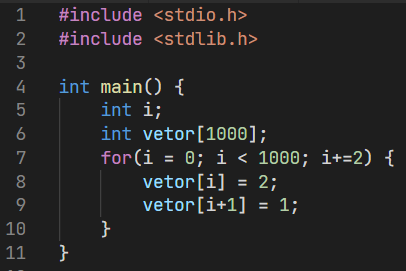 1 #include <stdio.h>
2 #include <stdlib.h>
3
4 int main() {
5     int i;
6     int vetor[1000];
7     for(i = 0; i < 1000; i+=2) {
8         vetor[i] = 2;
9         vetor[i+1] = 1;
10     }
11 }